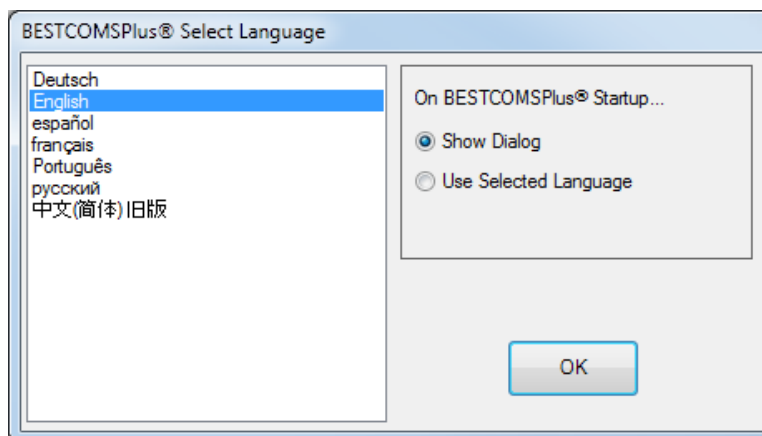 BESTCOMSPlus® Select Language
Deutsch
English
español
français
Português
русский
中文(简体) 旧版
On BESTCOMSPlus® Startup...
Show Dialog
Use Selected Language
OK